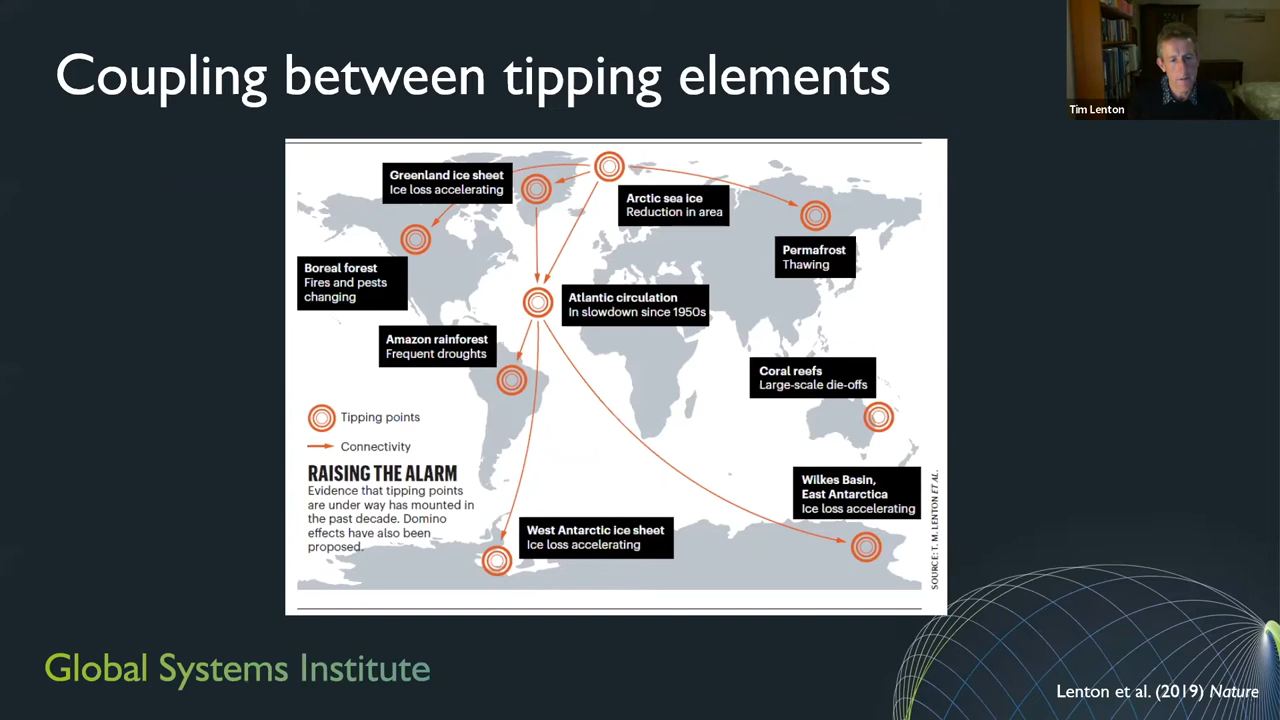 Coupling between tipping elements
Tim Lenton
Greenland ice sheet
Ice loss accelerating
Arctic sea ice
Reduction in area
Permafrost
Thawing
Boreal forest
Fires and pests
changing
Atlantic circulation
In slowdown since 1950s
Amazon rainforest
Frequent droughts
Coral reefs
Large-scale die-offs
Tipping points
Connectivity
RAISING THE ALARM
Evidence that tipping points
are under way has mounted in
the past decade. Domino
effects have also been
proposed.
Wilkes Basin,
East Antarctica
Ice loss accelerating
West Antarctic ice sheet
Ice loss accelerating
SOURCE: T. M. LENTON ET AL.
Global Systems Institute
Lenton et al. (2019) Nature